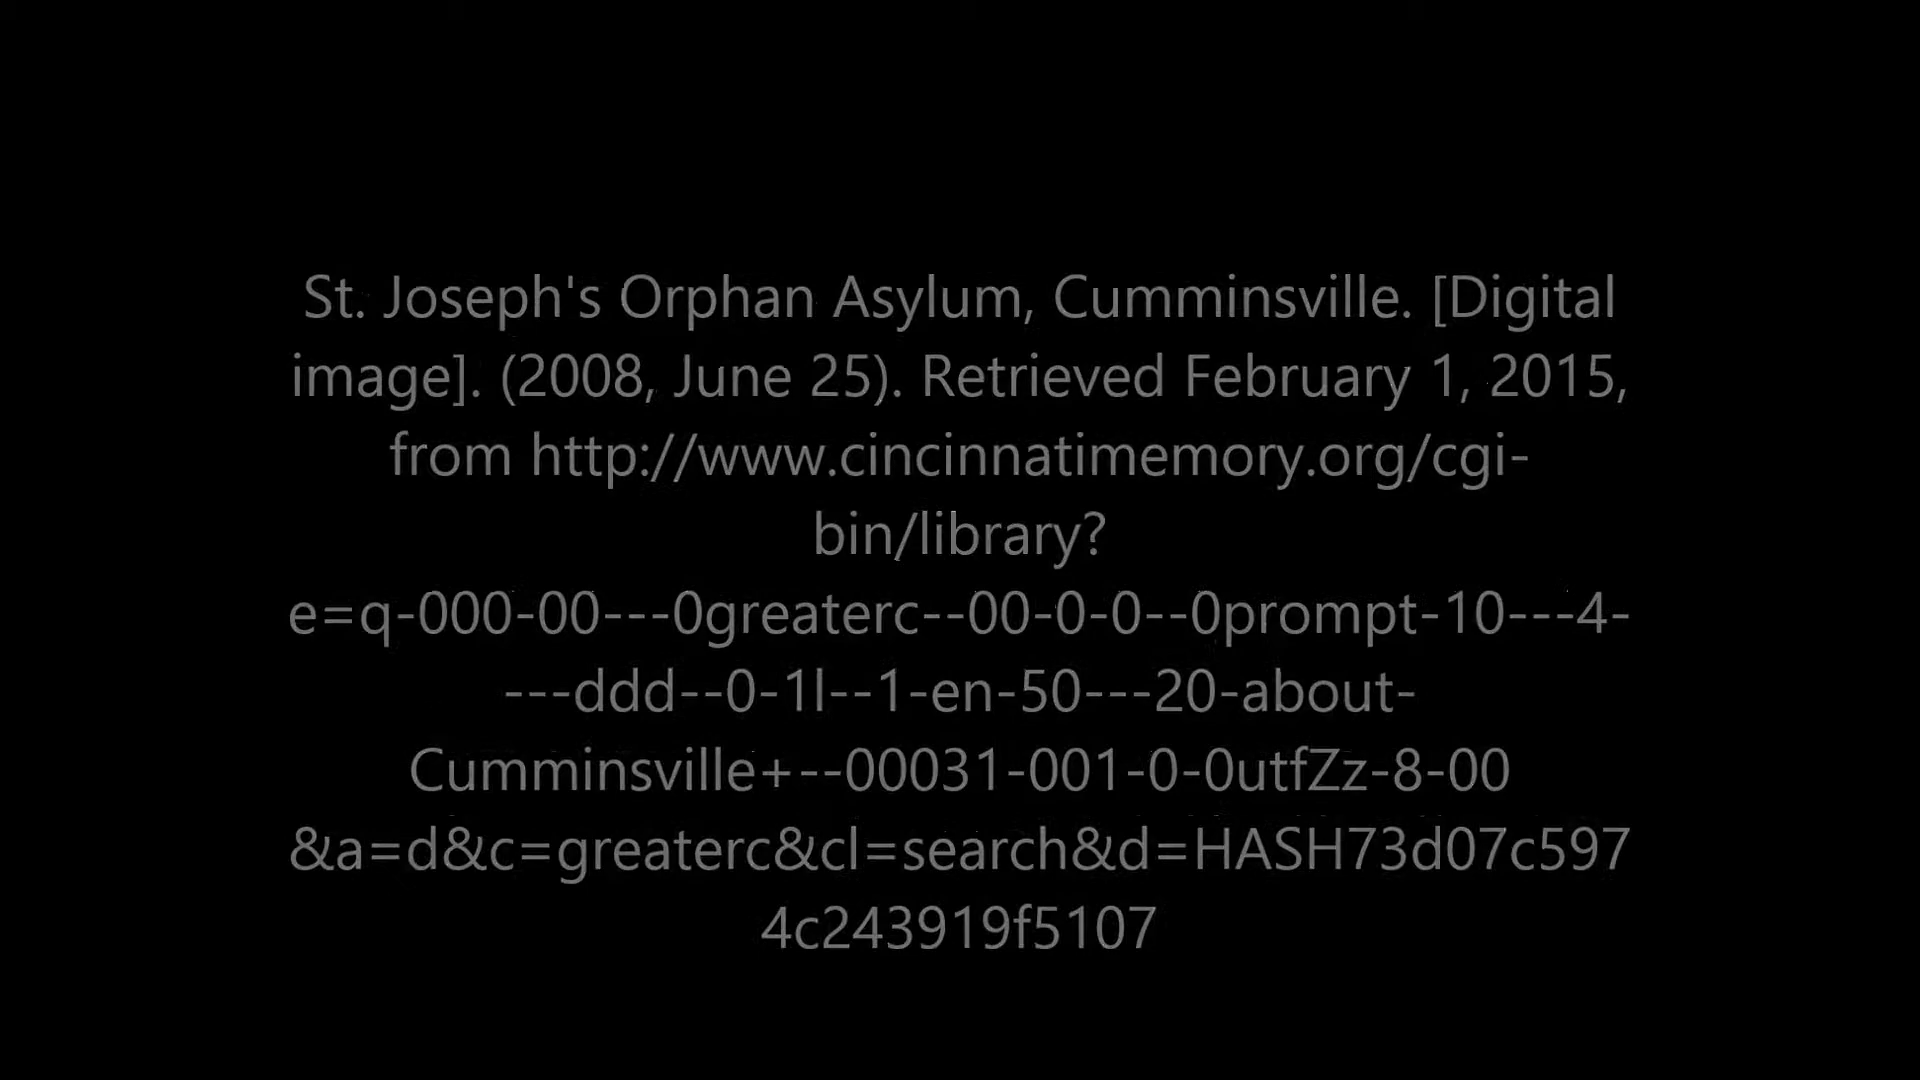 St. Joseph's Orphan Asylum, Cumminsville. [Digital
image]. (2008, June 25). Retrieved February 1, 2015,
from http://www.cincinnatimemory.org/cgi-
bin/library?
e=q-000-00---0greaterc--00-0-0--0prompt-10---4-
---ddd--0-1l--1-en-50---20-about-
Cumminsville+--00031-001-0-0utfZz-8-00
&a=d&c=greaterc&cl=search&d=HASH73d07c597
4c243919f5107